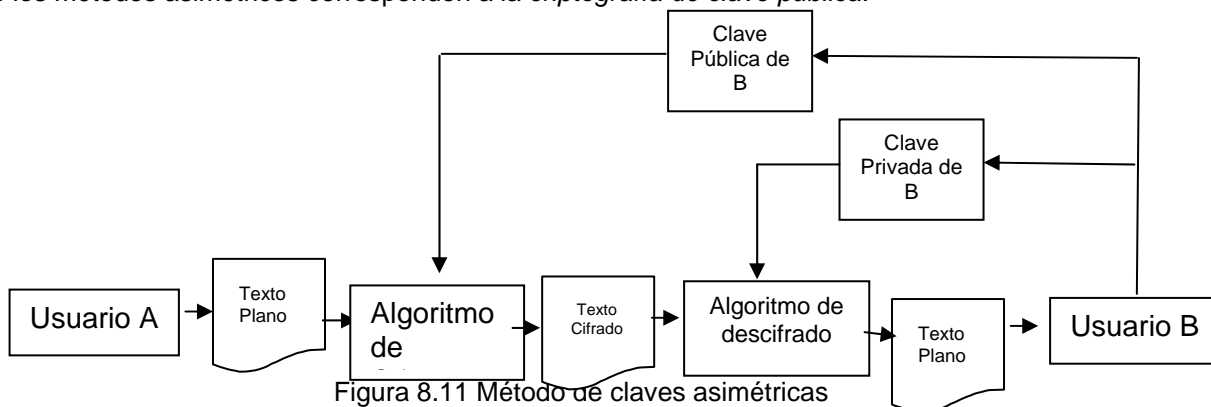 los métodos asimétricos corresponden a la criptografía de clave pública.
Clave
Pública de
B
Clave
Privada de
B
Usuario A
Texto
Plano
Algoritmo
de
Texto
Cifrado
Algoritmo de
descifrado
Texto
Plano
Usuario B
Figura 8.11 Método de claves asimétricas